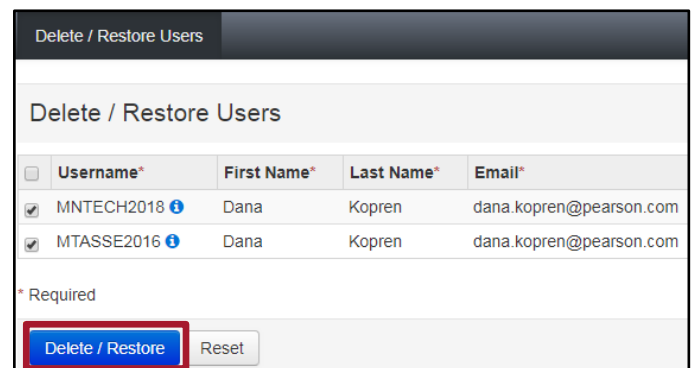 Delete / Restore Users
Delete / Restore Users
Username* First Name* Last Name* Email*
MNTECH2018 Dana Kopren dana.kopren@pearson.com
MTASSE2016 Dana Kopren dana.kopren@pearson.com
* Required
Delete / Restore Reset